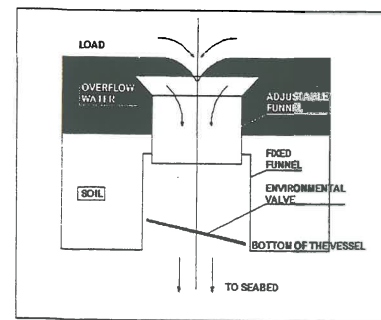 LOAD
OVERFLOW
WATER
ADJUSTABLE
FUNNEL
FIXED
FUNNEL
ENVIRONMENTAL
VALVE
SOIL
BOTTOM OF THE VESSEL
TO SEABED